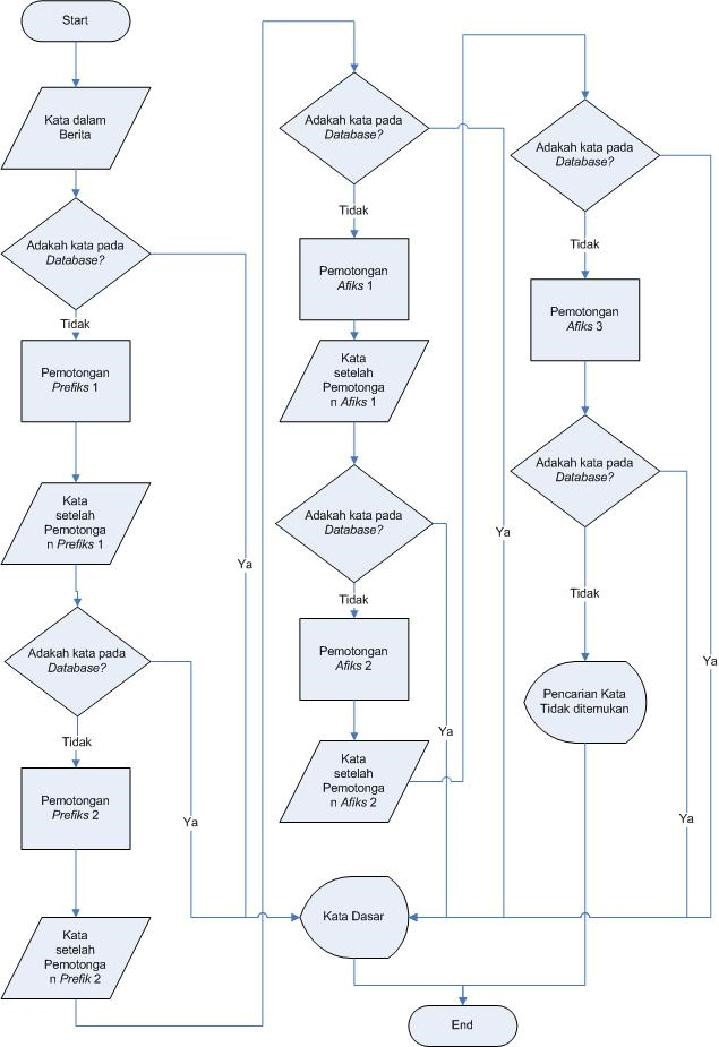 Start
Kata dalam
Berita
Adakah kata pada
Database?
Tidak
Pemotongan
Prefiks 1
Kata
setelah
Pemotonga
n Prefiks 1
Adakah kata pada
Database?
Tidak
Pemotongan
Prefiks 2
Kata
setelah
Pemotonga
n Prefik 2
Ya
Ya
Adakah kata pada
Database?
Tidak
Pemotongan
Afiks 1
Kata
setelah
Pemotonga
n Afiks 1
Adakah kata pada
Database?
Tidak
Pemotongan
Afiks 2
Kata
setelah
Pemotonga
n Afiks 2
Ya
Ya
Kata Dasar
Adakah kata pada
Database?
Tidak
Pemotongan
Afiks 3
Adakah kata pada
Database?
Tidak
Pencarian Kata
Tidak ditemukan
Ya
Ya
End